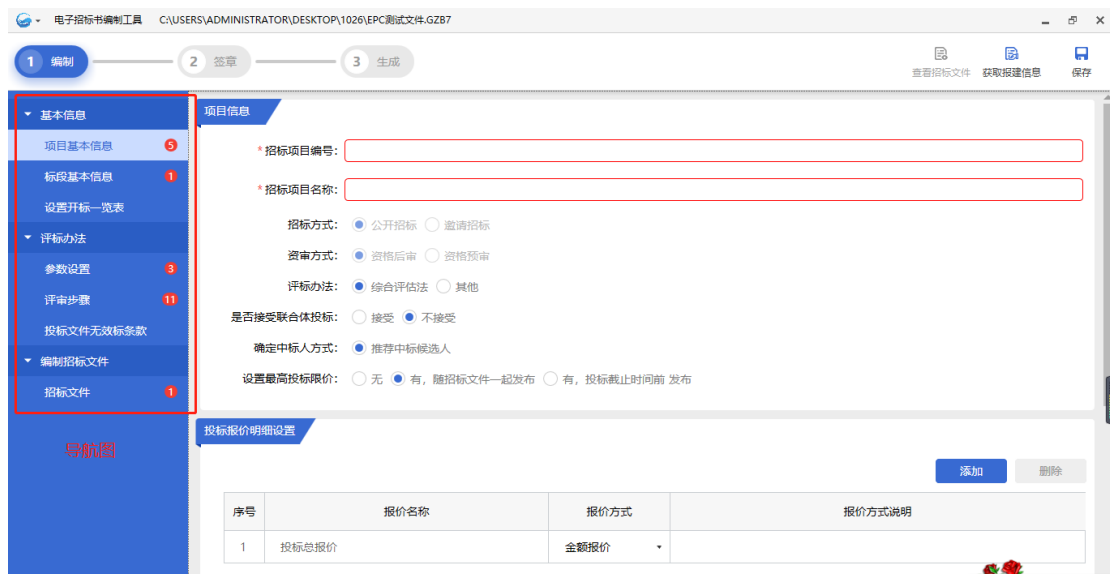 电子招标书编制工具 C:\USERS\ADMINISTRATOR\DESKTOP\1026\EPC测试文件.GZB7
1 编制 2 签章 3 生成
查看招标文件 获取报建信息 保存
基本信息
项目基本信息 5
标段基本信息 1
设置开标一览表
评标办法
参数设置 3
评审步骤 11
投标文件无效标条款
编制招标文件
招标文件 1
导航图
项目信息
*招标项目编号:
*招标项目名称:
招标方式: 公开招标 邀请招标
资审方式: 资格后审 资格预审
评标办法: 综合评估法 其他
是否接受联合体投标: 接受 不接受
确定中标人方式: 推荐中标候选人
设置最高投标限价: 无 有，随招标文件一起发布 有，投标截止时间前 发布
投标报价明细设置
添加 删除
序号 报价名称 报价方式 报价方式说明
1 投标总报价 金额报价